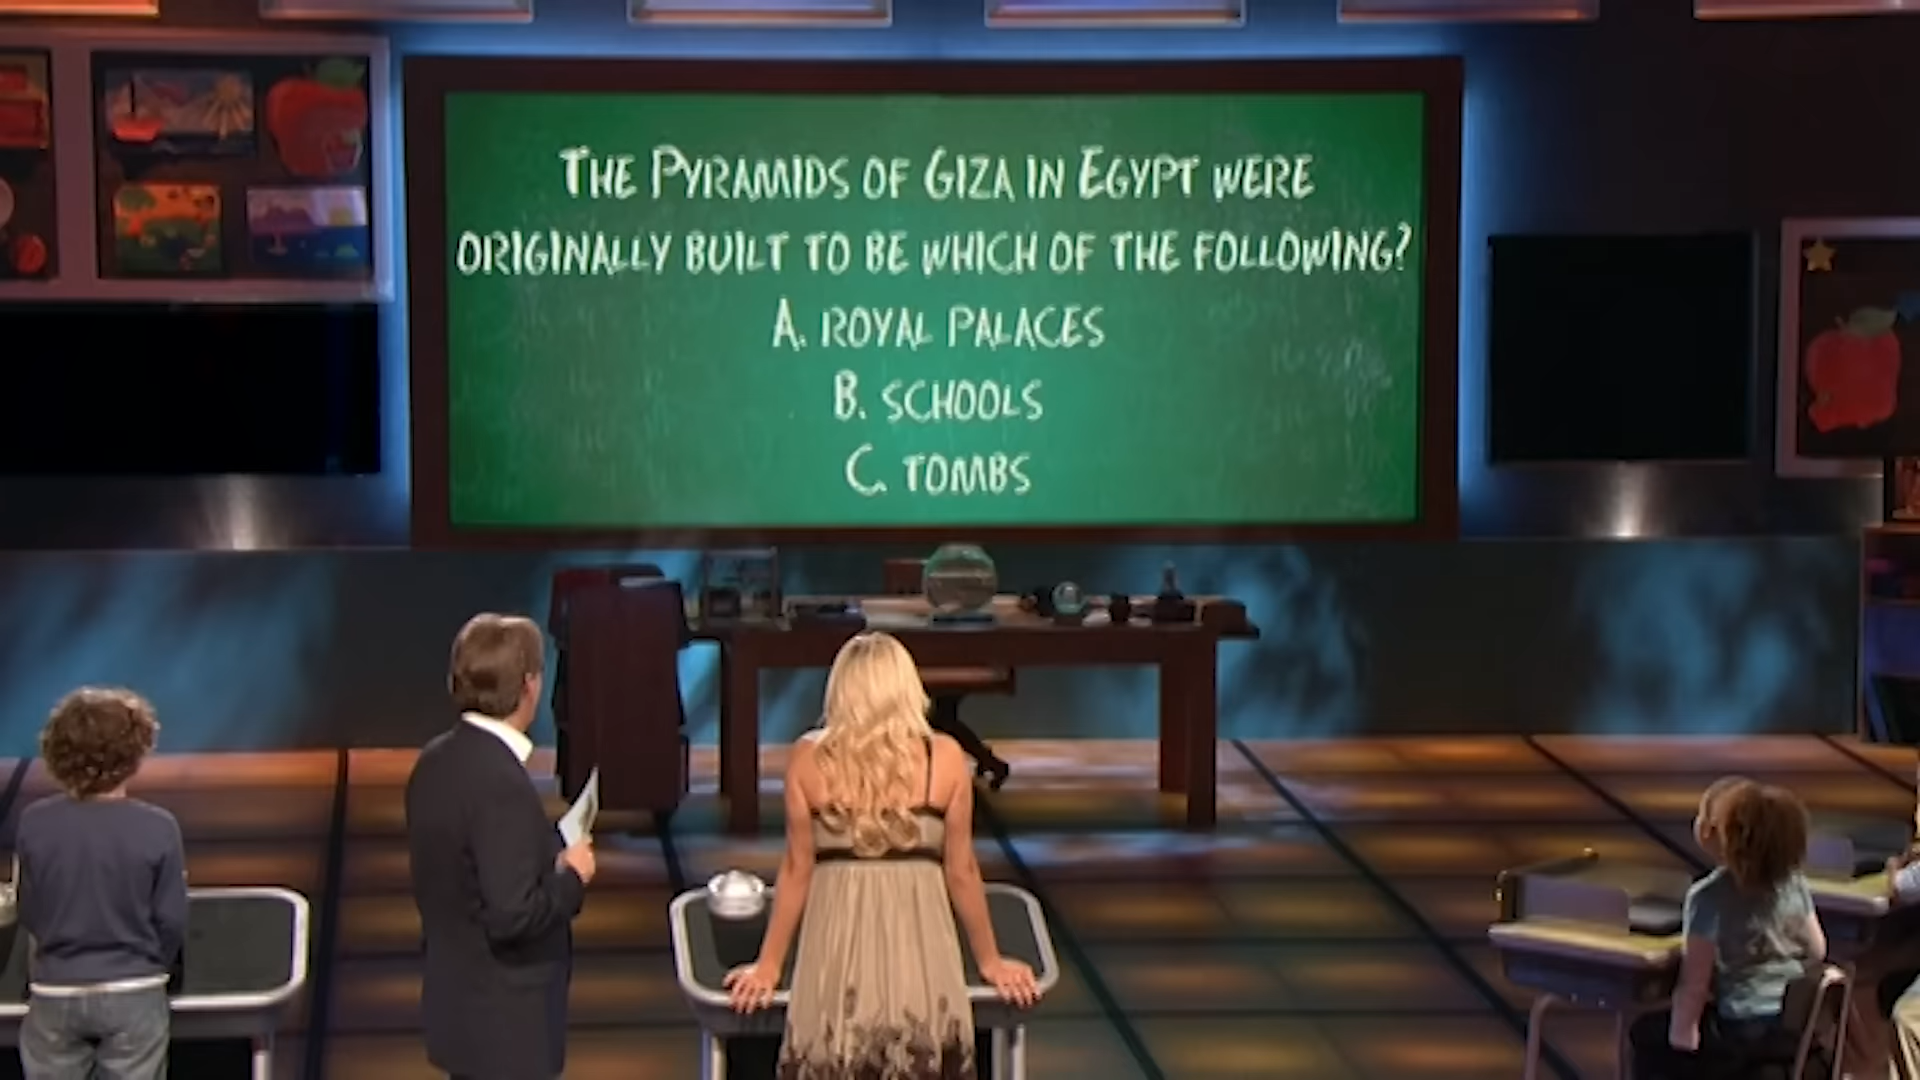 THE PYRAMIDS OF GIZA IN EGYPT WERE
ORIGINALLY BUILT TO BE WHICH OF THE FOLLOWING?
A. ROYAL PALACES
B. SCHOOLS
C. TOMBS